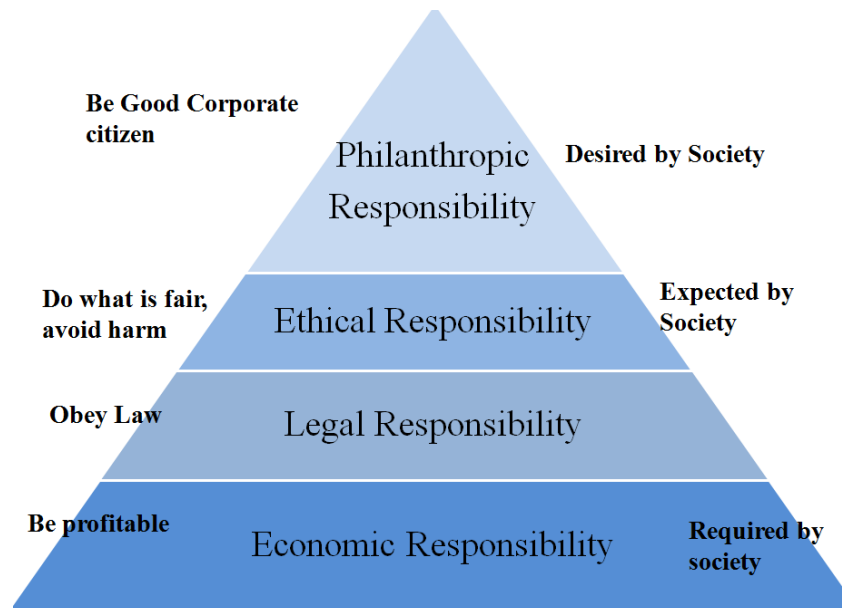 Be Good Corporate
citizen
Philanthropic
Responsibility
Desired by Society
Do what is fair,
avoid harm
Ethical Responsibility
Expected by
Society
Obey Law
Legal Responsibility
Be profitable
Economic Responsibility
Required by
society